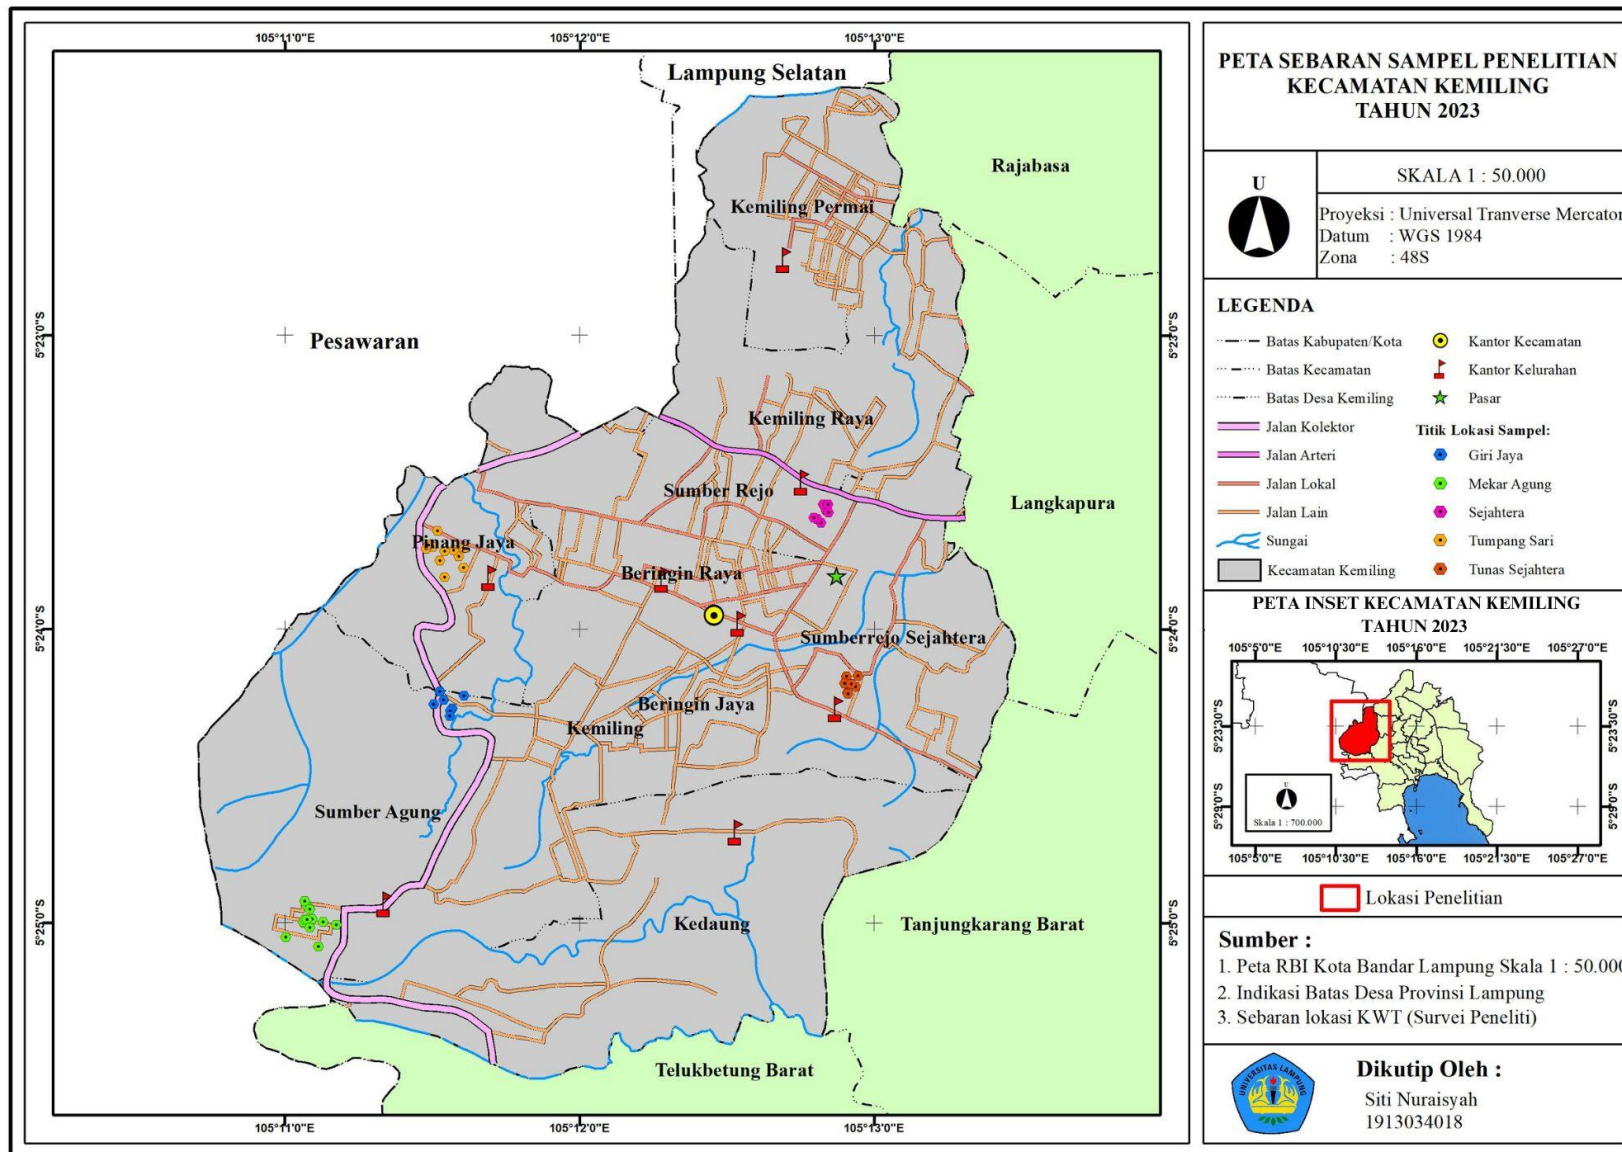 105°11'0"E
105°12'0"E
105°13'0"E
Lampung Selatan
Rajabasa
Kemiling Permai
5°23'0"S
5°23'0"S
Pesawaran
Kemiling Raya
Sumber Rejo
Langkapura
Pinang Jaya
Beringin Raya
5°24'0"S
5°24'0"S
Sumberrejo Sejahtera
Beringin Jaya
Kemiling
Sumber Agung
5°25'0"S
5°25'0"S
Kedaung
Tanjungkarang Barat
Telukbetung Barat
105°11'0"E
105°12'0"E
105°13'0"E
PETA SEBARAN SAMPEL PENELITIAN
KECAMATAN KEMILING
TAHUN 2023
U
SKALA 1 : 50.000
Proyeksi : Universal Tranverse Mercator
Datum : WGS 1984
Zona : 48S
LEGENDA
Batas Kabupaten/Kota
Batas Kecamatan
Batas Desa Kemiling
Jalan Kolektor
Jalan Arteri
Jalan Lokal
Jalan Lain
Sungai
Kecamatan Kemiling
Kantor Kecamatan
Kantor Kelurahan
Pasar
Titik Lokasi Sampel:
Giri Jaya
Mekar Agung
Sejahtera
Tumpang Sari
Tunas Sejahtera
PETA INSET KECAMATAN KEMILING
TAHUN 2023
105°5'0"E
105°10'30"E
105°16'0"E
105°21'30"E
105°27'0"E
5°23'30"S
5°23'30"S
5°29'0"S
5°29'0"S
U
Skala 1 : 700.000
105°5'0"E
105°10'30"E
105°16'0"E
105°21'30"E
105°27'0"E
Lokasi Penelitian
Sumber :
1. Peta RBI Kota Bandar Lampung Skala 1 : 50.000
2. Indikasi Batas Desa Provinsi Lampung
3. Sebaran lokasi KWT (Survei Peneliti)
UNIVERSITAS LAMPUNG
Dikutip Oleh :
Siti Nuraisyah
1913034018